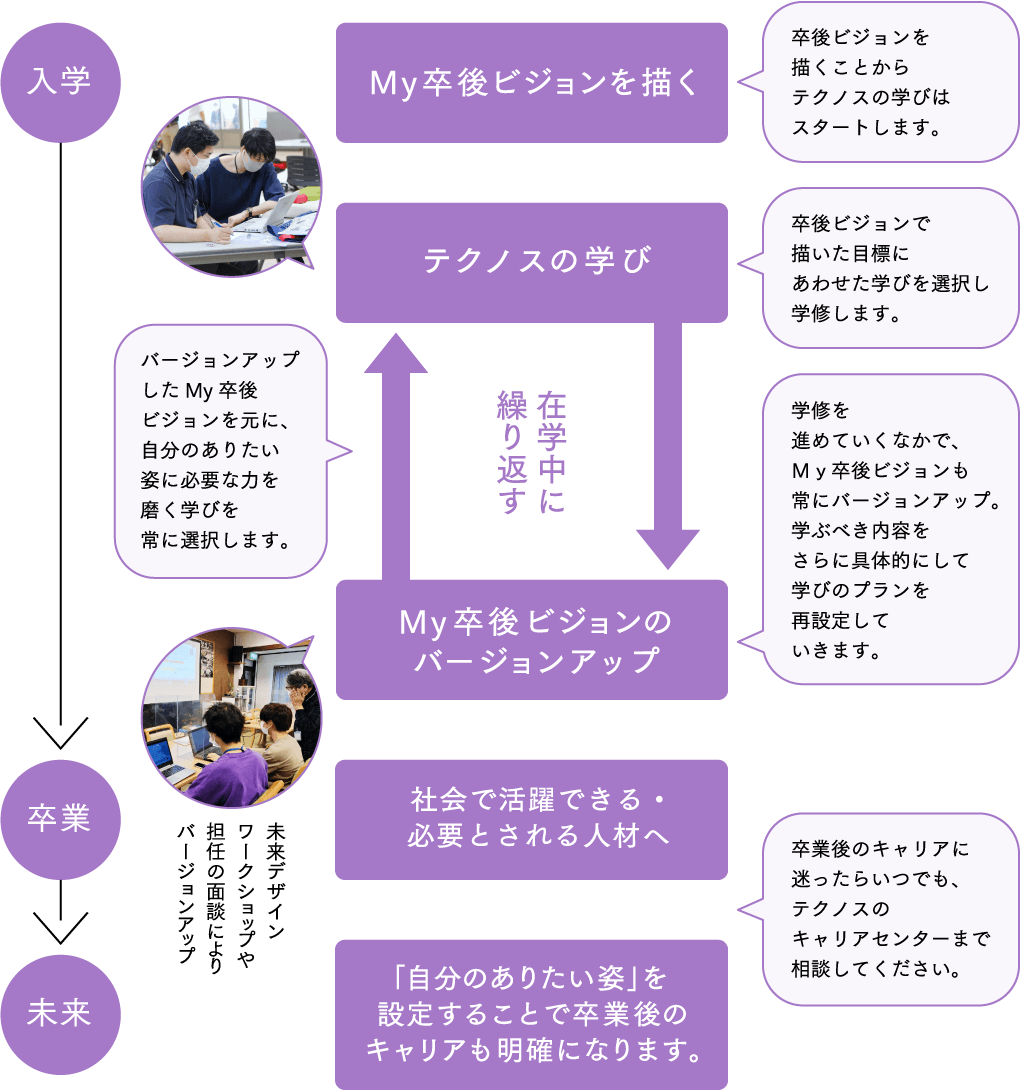 入学
My卒後ビジョンを描く
卒後ビジョンを
描くことから
テクノスの学びは
スタートします。
テクノスの学び
卒後ビジョンで
描いた目標に
あわせた学びを選択し
学修します。
バージョンアップ
したMy卒後
ビジョンを元に、
自分のありたい
姿に必要な力を
磨く学びを
常に選択します。
在学中に
繰り返す
学修を
進めていくなかで、
My卒後ビジョンも
常にバージョンアップ。
学ぶべき内容を
さらに具体的にして
学びのプランを
再設定して
いきます。
My卒後ビジョンの
バージョンアップ
未来デザイン
ワークショップや
担任の面談により
バージョンアップ
卒業
社会で活躍できる・
必要とされる人材へ
卒業後のキャリアに
迷ったらいつでも、
テクノスの
キャリアセンターまで
相談してください。
未来
「自分のありたい姿」を
設定することで卒業後の
キャリアも明確になります。